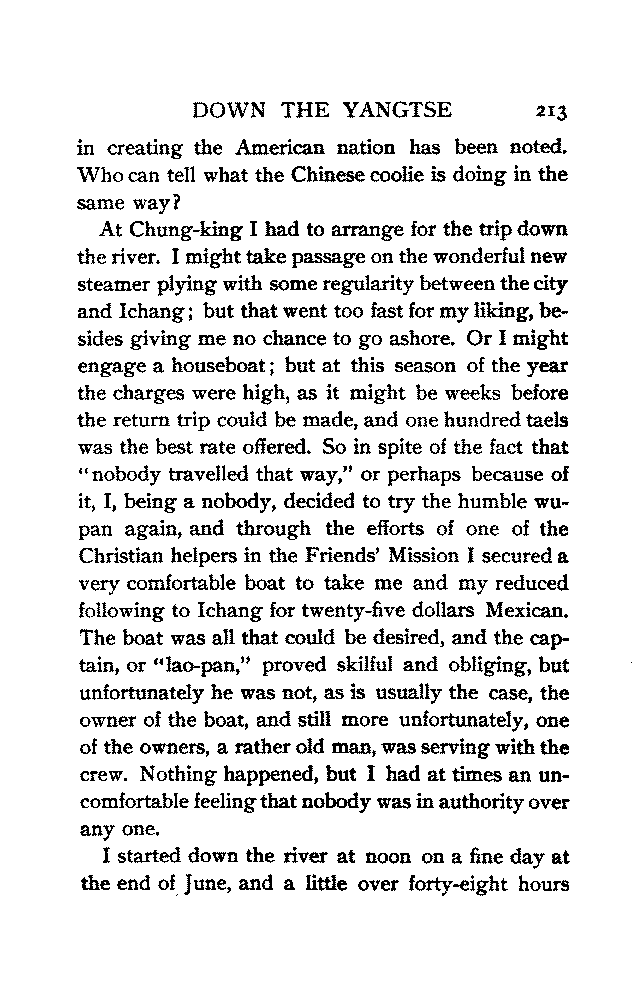 DOWN THE YANGTSE 213
in creating the American nation has been noted.
Who can tell what the Chinese coolie is doing in the
same way?
At Chung-king I had to arrange for the trip down
the river. I might take passage on the wonderful new
steamer plying with some regularity between the city
and Ichang; but that went too fast for my liking, be-
sides giving me no chance to go ashore. Or I might
engage a houseboat; but at this season of the year
the charges were high, as it might be weeks before
the return trip could be made, and one hundred taels
was the best rate offered. So in spite of the fact that
"nobody travelled that way," or perhaps because of
it, I, being a nobody, decided to try the humble wu-
pan again, and through the efforts of one of the
Christian helpers in the Friends' Mission I secured a
very comfortable boat to take me and my reduced
following to Ichang for twenty-five dollars Mexican.
The boat was all that could be desired, and the cap-
tain, or "lao-pan," proved skilful and obliging, but
unfortunately he was not, as is usually the case, the
owner of the boat, and still more unfortunately, one
of the owners, a rather old man, was serving with the
crew. Nothing happened, but I had at times an un-
comfortable feeling that nobody was in authority over
any one.
I started down the river at noon on a fine day at
the end of June, and a little over forty-eight hours